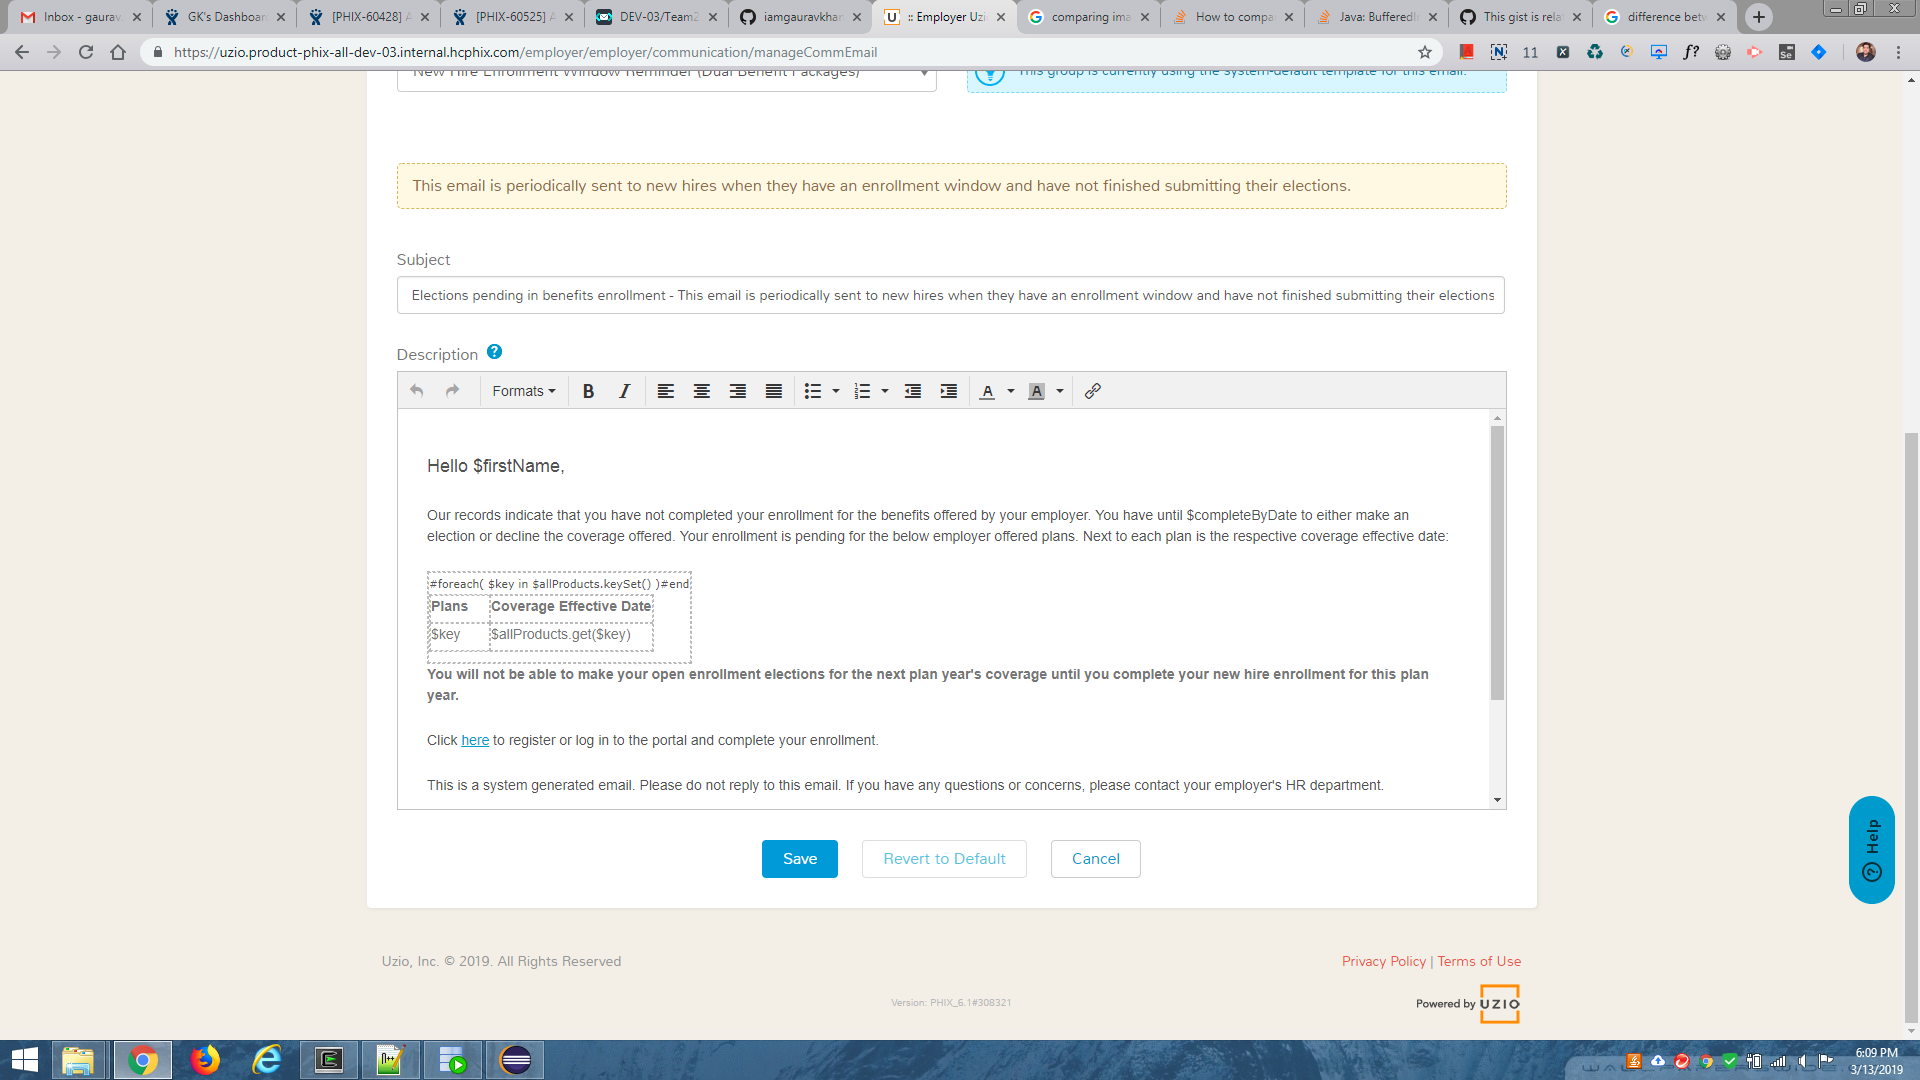 Inbox - gaurav.
GK's Dashboar
[PHIX-60428] A
[PHIX-60525] A
DEV-03/Team2
iamgauravkhan
:: Employer Uzi
comparing ima
How to compa
Java: BufferedI
This gist is rela
difference betw
https://uzio.product-phix-all-dev-03.internal.hcphix.com/employer/employer/communication/manageCommEmail
11
New Hire Enrollment Window Reminder (Dual Benefit Packages)
This group is currently using the system-default template for this email.
This email is periodically sent to new hires when they have an enrollment window and have not finished submitting their elections.
Subject
Elections pending in benefits enrollment - This email is periodically sent to new hires when they have an enrollment window and have not finished submitting their elections
Description ?
Formats B I A A
Hello $firstName,
Our records indicate that you have not completed your enrollment for the benefits offered by your employer. You have until $completeByDate to either make an
election or decline the coverage offered. Your enrollment is pending for the below employer offered plans. Next to each plan is the respective coverage effective date:
#foreach( $key in $allProducts.keySet() )#end
Plans Coverage Effective Date
$key $allProducts.get($key)
You will not be able to make your open enrollment elections for the next plan year's coverage until you complete your new hire enrollment for this plan
year.
Click here to register or log in to the portal and complete your enrollment.
This is a system generated email. Please do not reply to this email. If you have any questions or concerns, please contact your employer's HR department.
Save
Revert to Default
Cancel
? Help
Uzio, Inc. © 2019. All Rights Reserved
Privacy Policy | Terms of Use
Version: PHIX_6.1#308321
Powered by UZIO
6:09 PM
3/13/2019